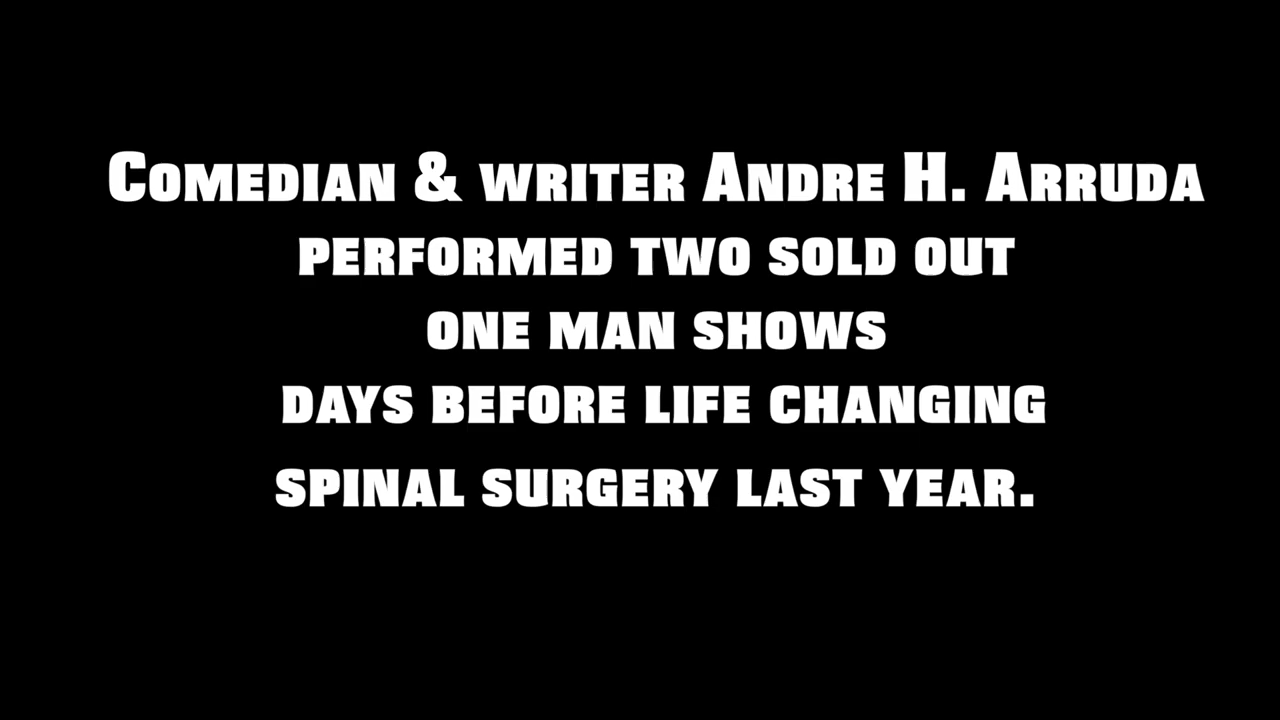 Comedian & writer Andre H. Arruda
performed two sold out
one man shows
days before life changing
spinal surgery last year.